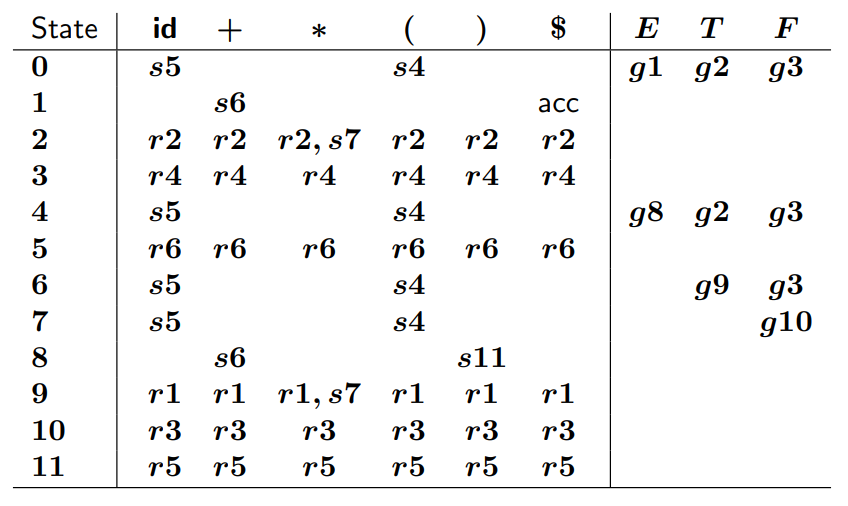 State id + * ( ) $ E T F
0 s5 s4 g1 g2 g3
1 s6 acc
2 r2 r2 r2, s7 r2 r2 r2
3 r4 r4 r4 r4 r4 r4
4 s5 s4 g8 g2 g3
5 r6 r6 r6 r6 r6 r6
6 s5 s4 g9 g3
7 s5 s4 g10
8 s6 s11
9 r1 r1 r1, s7 r1 r1 r1
10 r3 r3 r3 r3 r3 r3
11 r5 r5 r5 r5 r5 r5